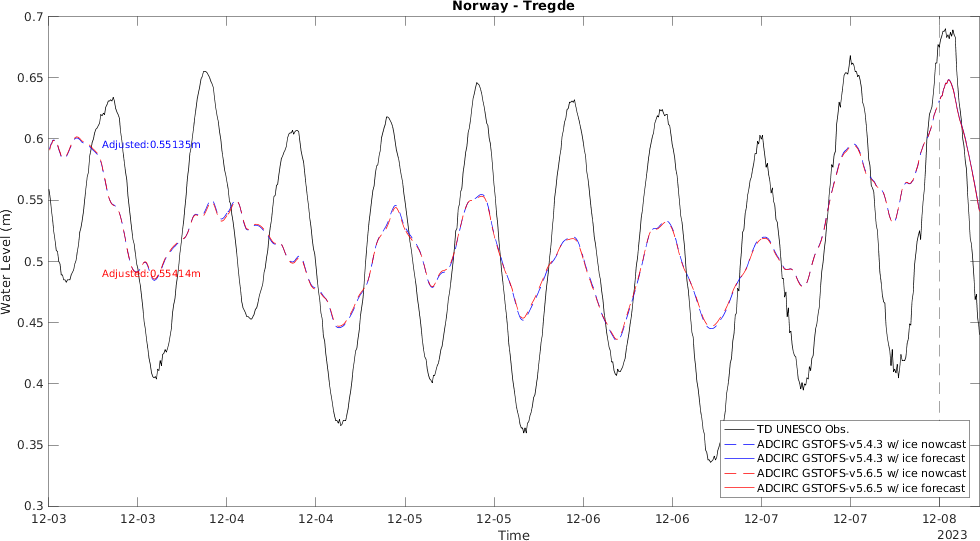 Norway - Tregde
0.7
0.65
0.6
0.55
0.5
0.45
0.4
0.35
0.3
Water Level (m)
Adjusted:0.55135m
Adjusted:0.55414m
TD UNESCO Obs.
ADCIRC GSTOFS-v5.4.3 w/ ice nowcast
ADCIRC GSTOFS-v5.4.3 w/ ice forecast
ADCIRC GSTOFS-v5.6.5 w/ ice nowcast
ADCIRC GSTOFS-v5.6.5 w/ ice forecast
12-03 12-03 12-04 12-04 12-05 12-05 12-06 12-06 12-07 12-07 12-08
2023
Time